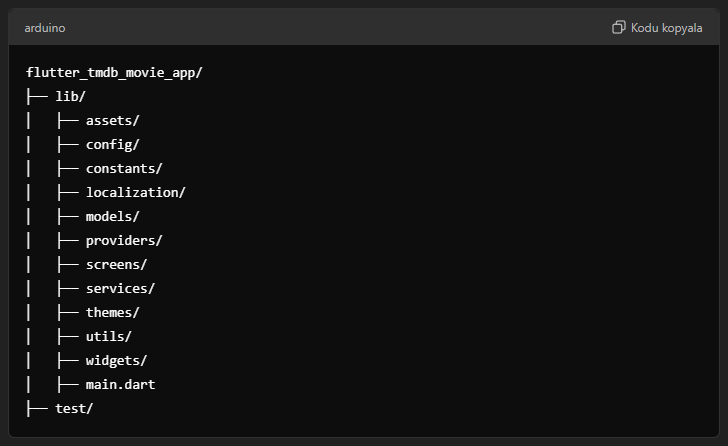 arduino
Kodu kopyala
flutter_tmdb_movie_app/
├── lib/
│   ├── assets/
│   ├── config/
│   ├── constants/
│   ├── localization/
│   ├── models/
│   ├── providers/
│   ├── screens/
│   ├── services/
│   ├── themes/
│   ├── utils/
│   ├── widgets/
│   ├── main.dart
├── test/